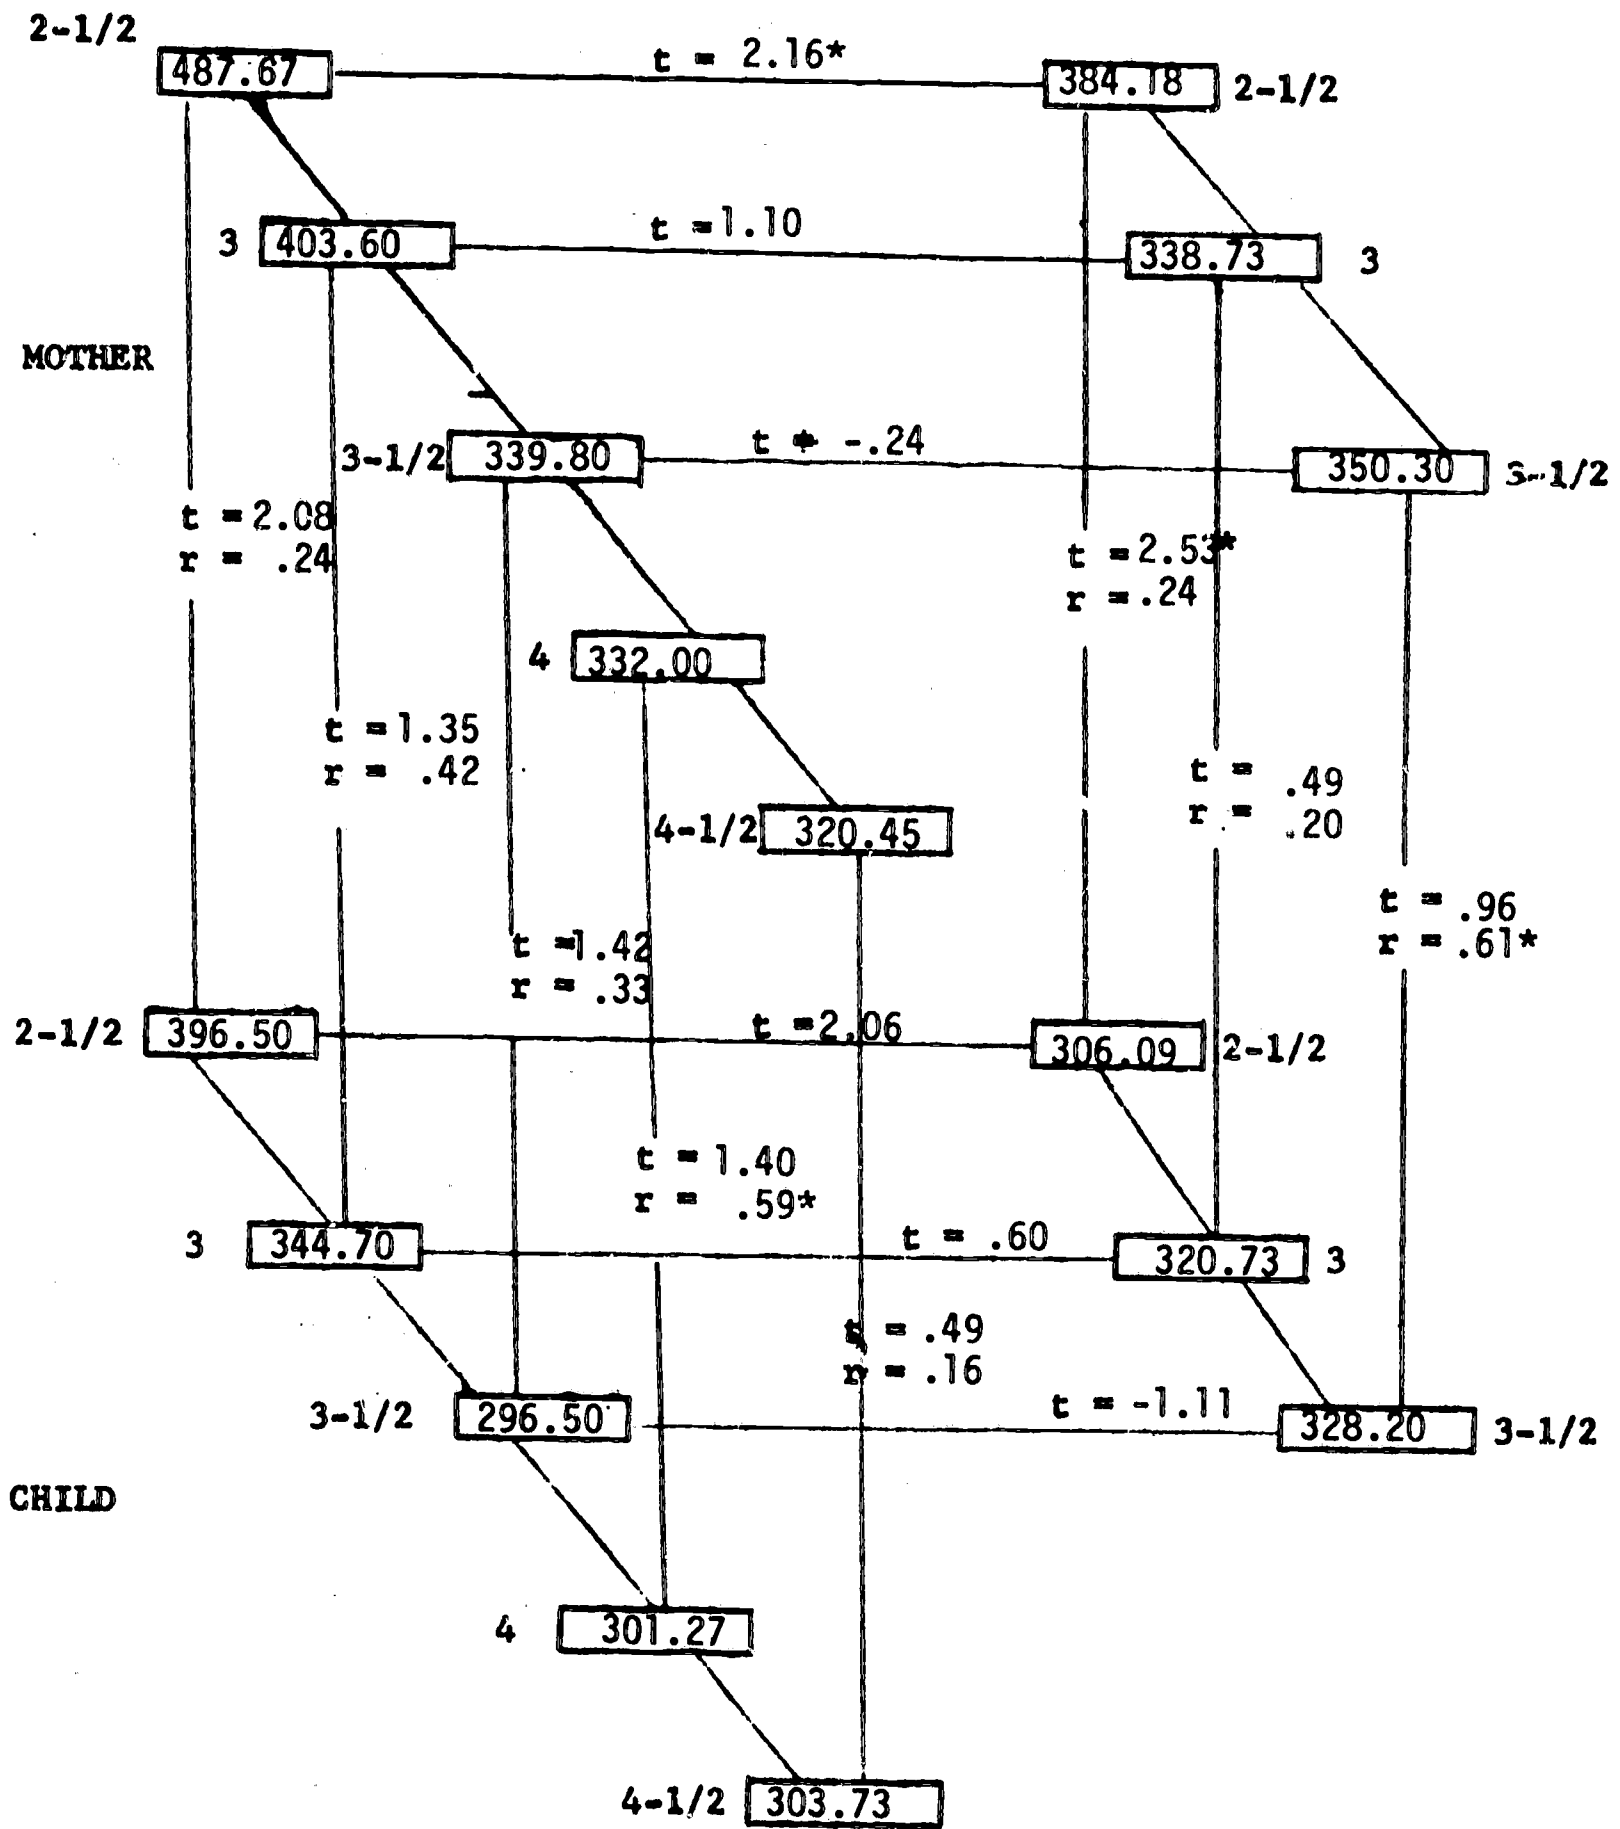 2-1/2
487.67 t = 2.16* 384.18 2-1/2
3 403.60 t = 1.10 338.73 3
MOTHER
3-1/2 339.80 t = -.24 350.30 3-1/2
t = 2.08
r = .24
t = 2.53*
r = .24
4 332.00
t = 1.35
r = .42
t = .49
r = .20
4-1/2 320.45
t = .96
r = .61*
t = 1.42
r = .33
2-1/2 396.50 t = 2.06 306.09 2-1/2
t = 1.40
r = .59*
3 344.70 t = .60 320.73 3
t = .49
r = .16
3-1/2 296.50 t = -1.11 328.20 3-1/2
CHILD
4 301.27
4-1/2 303.73